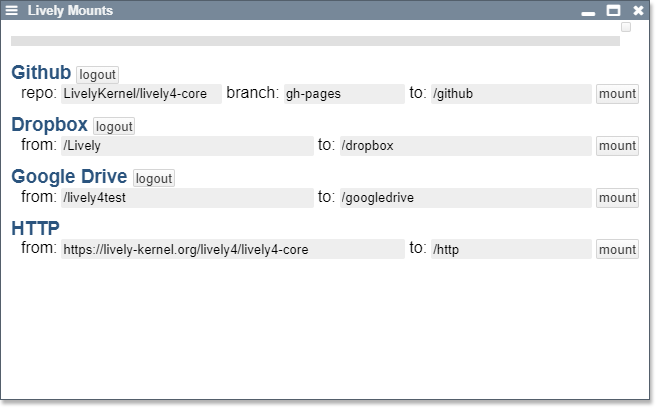 Lively Mounts
Github logout
repo: LivelyKernel/lively4-core branch: gh-pages to: /github mount
Dropbox logout
from: /Lively to: /dropbox mount
Google Drive logout
from: /lively4test to: /googledrive mount
HTTP
from: https://lively-kernel.org/lively4/lively4-core to: /http mount